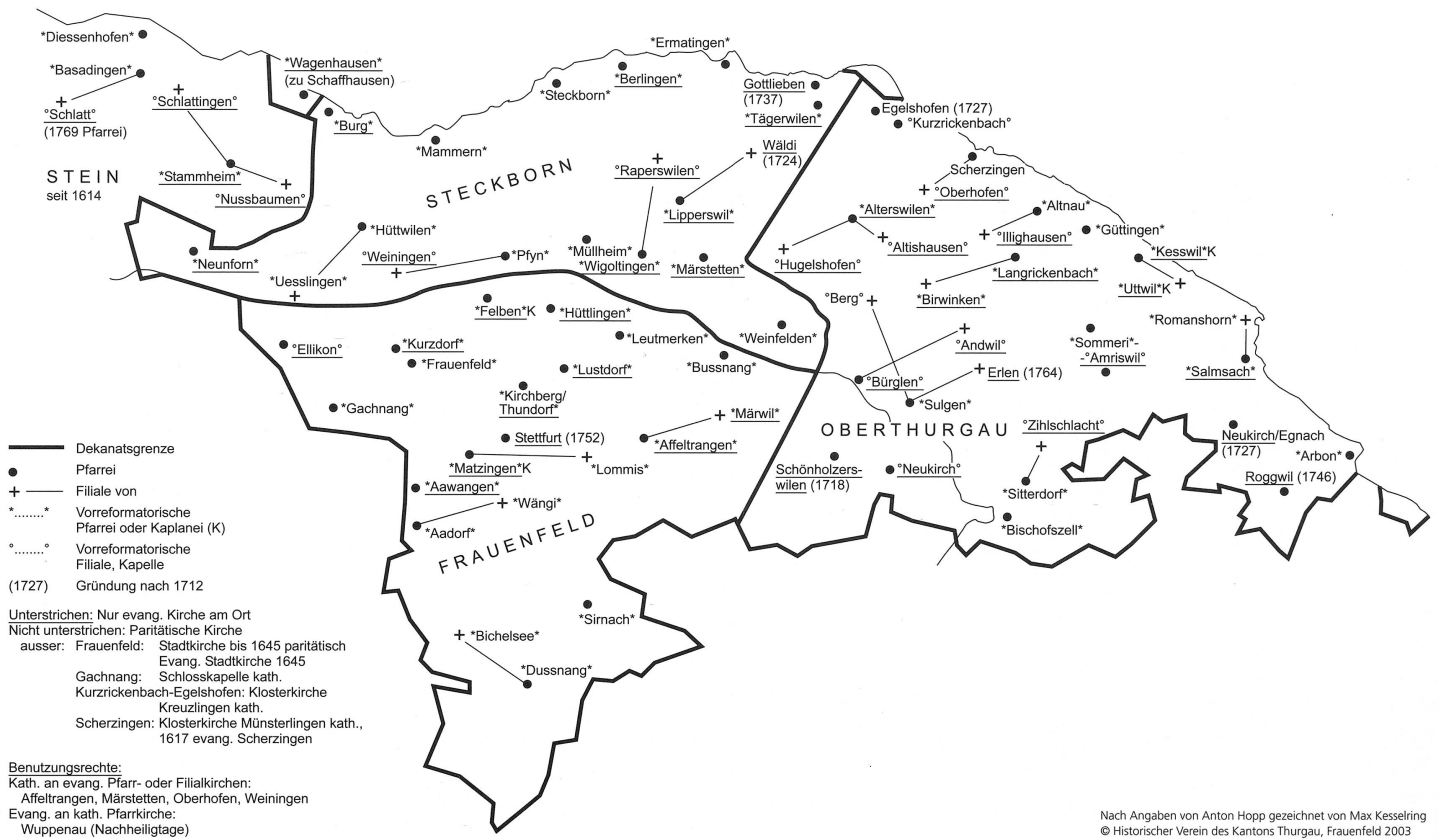 *Diessenhofen*
*Basadingen*
°Schlatt°
(1769 Pfarrei)
°Schlattingen°
*Stammheim*
°Nussbaumen°
STEIN
seit 1614
*Neunforn*
*Wagenhausen*
(zu Schaffhausen)
*Burg*
*Mammern*
*Steckborn*
*Berlingen*
*Ermatingen*
Gottlieben
(1737)
*Tägerwilen*
STECKBORN
Wäldi
(1724)
°Raperswilen°
*Lipperswil*
*Hüttwilen*
*Uesslingen*
°Weiningen°
*Pfyn*
*Müllheim*
*Wigoltingen*
*Märstetten*
Egelshofen (1727)
°Kurzrickenbach°
Scherzingen
°Oberhofen°
*Alterswilen*
°Altishausen°
°Hugelshofen°
*Altnau*
°Illighausen°
*Güttingen*
*Langrickenbach*
*Birwinken*
*Kesswil*K
*Uttwil*K
*Romanshorn*
*Salmsach*
°Berg°
°Andwil°
°Bürglen°
Erlen (1764)
*Sulgen*
*Sommeri*-
-°Amriswil°
*Felben*K
*Hüttlingen*
*Leutmerken*
*Weinfelden*
*Bussnang*
°Ellikon°
*Kurzdorf*
*Frauenfeld*
*Lustdorf*
*Kirchberg/
Thundorf*
*Gachnang*
Stettfurt (1752)
*Märwil*
*Affeltrangen*
*Matzingen*K
*Lommis*
*Aawangen*
*Wängi*
*Aadorf*
FRAUENFELD
OBERTHURGAU
Schönholzers-
wilen (1718)
°Neukirch°
°Zihlschlacht°
*Sitterdorf*
*Bischofszell*
Neukirch/Egnach
(1727)
*Arbon*
Roggwil (1746)
*Sirnach*
*Bichelsee*
*Dussnang*
Dekanatsgrenze
Pfarrei
Filiale von
*........* Vorreformatorische
Pfarrei oder Kaplanei (K)
°........° Vorreformatorische
Filiale, Kapelle
(1727) Gründung nach 1712
Unterstrichen: Nur evang. Kirche am Ort
Nicht unterstrichen: Paritätische Kirche
ausser: Frauenfeld: Stadtkirche bis 1645 paritätisch
Evang. Stadtkirche 1645
Gachnang: Schlosskapelle kath.
Kurzrickenbach-Egelshofen: Klosterkirche
Kreuzlingen kath.
Scherzingen: Klosterkirche Münsterlingen kath.,
1617 evang. Scherzingen
Benutzungsrechte:
Kath. an evang. Pfarr- oder Filialkirchen:
Affeltrangen, Märstetten, Oberhofen, Weiningen
Evang. an kath. Pfarrkirche:
Wuppenau (Nachheiligtage)
Nach Angaben von Anton Hopp gezeichnet von Max Kesselring
© Historischer Verein des Kantons Thurgau, Frauenfeld 2003